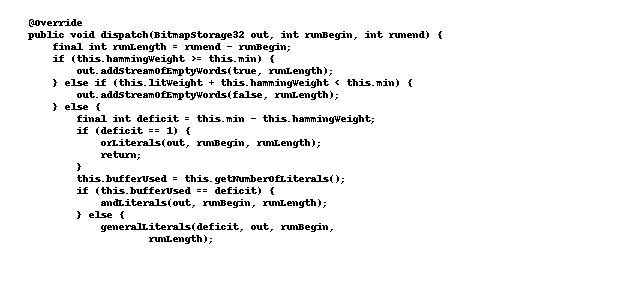 @Override
public void dispatch(BitmapStorage32 out, int runBegin, int runend) {
final int runLength = runend - runBegin;
if (this.hammingWeight >= this.min) {
out.addStreamOfEmptyWords(true, runLength);
} else if (this.litWeight + this.hammingWeight < this.min) {
out.addStreamOfEmptyWords(false, runLength);
} else {
final int deficit = this.min - this.hammingWeight;
if (deficit == 1) {
orLiterals(out, runBegin, runLength);
return;
}
this.bufferUsed = this.getNumberOfLiterals();
if (this.bufferUsed == deficit) {
andLiterals(out, runBegin, runLength);
} else {
generalLiterals(deficit, out, runBegin,
runLength);